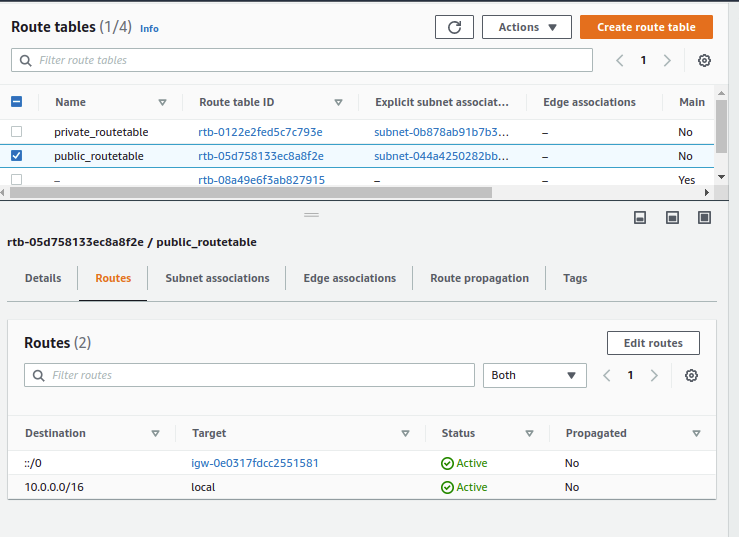 Route tables (1/4) Info Actions Create route table
Filter route tables 1
Name Route table ID Explicit subnet associat... Edge associations Main
private_routetable rtb-0122e2fed5c7c793e subnet-0b878ab91b7b3... – No
public_routetable rtb-05d758133ec8a8f2e subnet-044a4250282bb... – No
– rtb-08a49e6f3ab827915 – – Yes
rtb-05d758133ec8a8f2e / public_routetable
Details Routes Subnet associations Edge associations Route propagation Tags
Routes (2) Edit routes
Filter routes Both 1
Destination Target Status Propagated
::/0 igw-0e0317fdcc2551581 Active No
10.0.0.0/16 local Active No